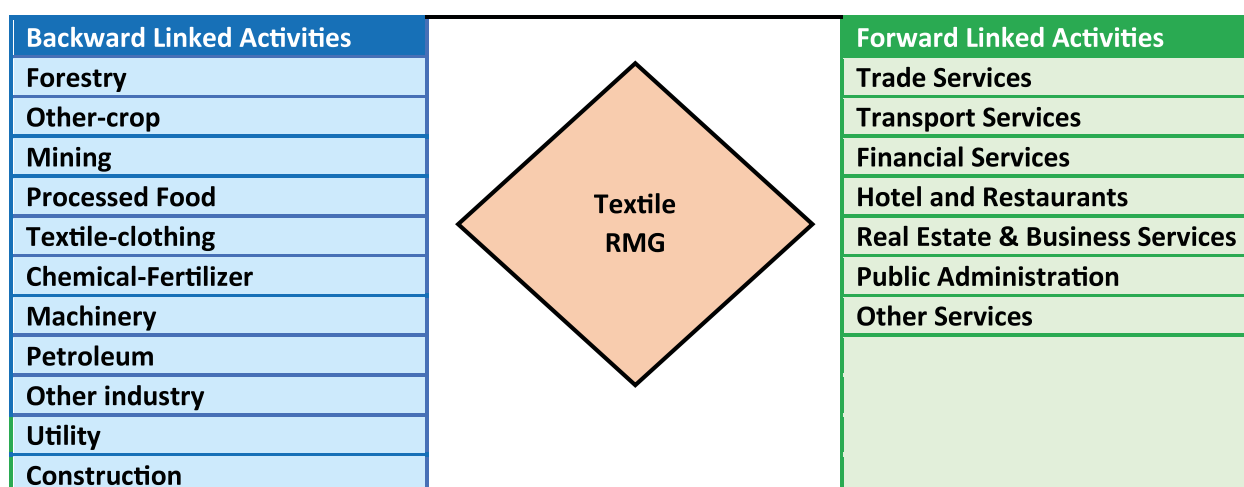 Backward Linked Activities
Forestry
Other-crop
Mining
Processed Food
Textile-clothing
Chemical-Fertilizer
Machinery
Petroleum
Other industry
Utility
Construction
Textile
RMG
Forward Linked Activities
Trade Services
Transport Services
Financial Services
Hotel and Restaurants
Real Estate & Business Services
Public Administration
Other Services